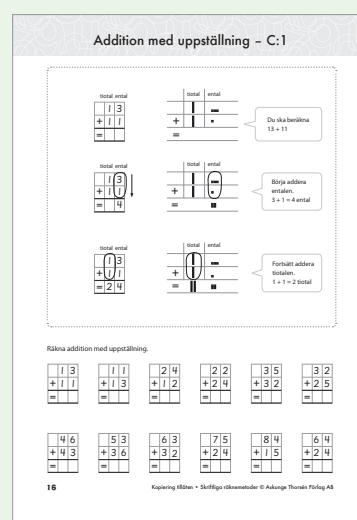 Addition med uppställning – C:1
tiotal ental
tiotal ental
1 3
+ 1 1
=
+
=
Du ska beräkna
13 + 11
tiotal ental
tiotal ental
1 3
+ 1 1
= 4
+
=
Börja addera
entalen.
3 + 1 = 4 ental
tiotal ental
tiotal ental
1 3
+ 1 1
= 2 4
+
=
Fortsätt addera
tiotalen.
1 + 1 = 2 tiotal
Räkna addition med uppställning.
1 3 1 1 2 4 2 2 3 5 3 2
+ 1 1 + 1 3 + 1 2 + 2 4 + 3 2 + 2 5
= = = = = =
4 6 5 3 6 3 7 5 8 4 6 4
+ 4 3 + 3 6 + 3 2 + 2 4 + 1 5 + 2 4
= = = = = =
16 Kopiering tillåten • Skriftliga räknemetoder © Askunge Thorsén Förlag AB